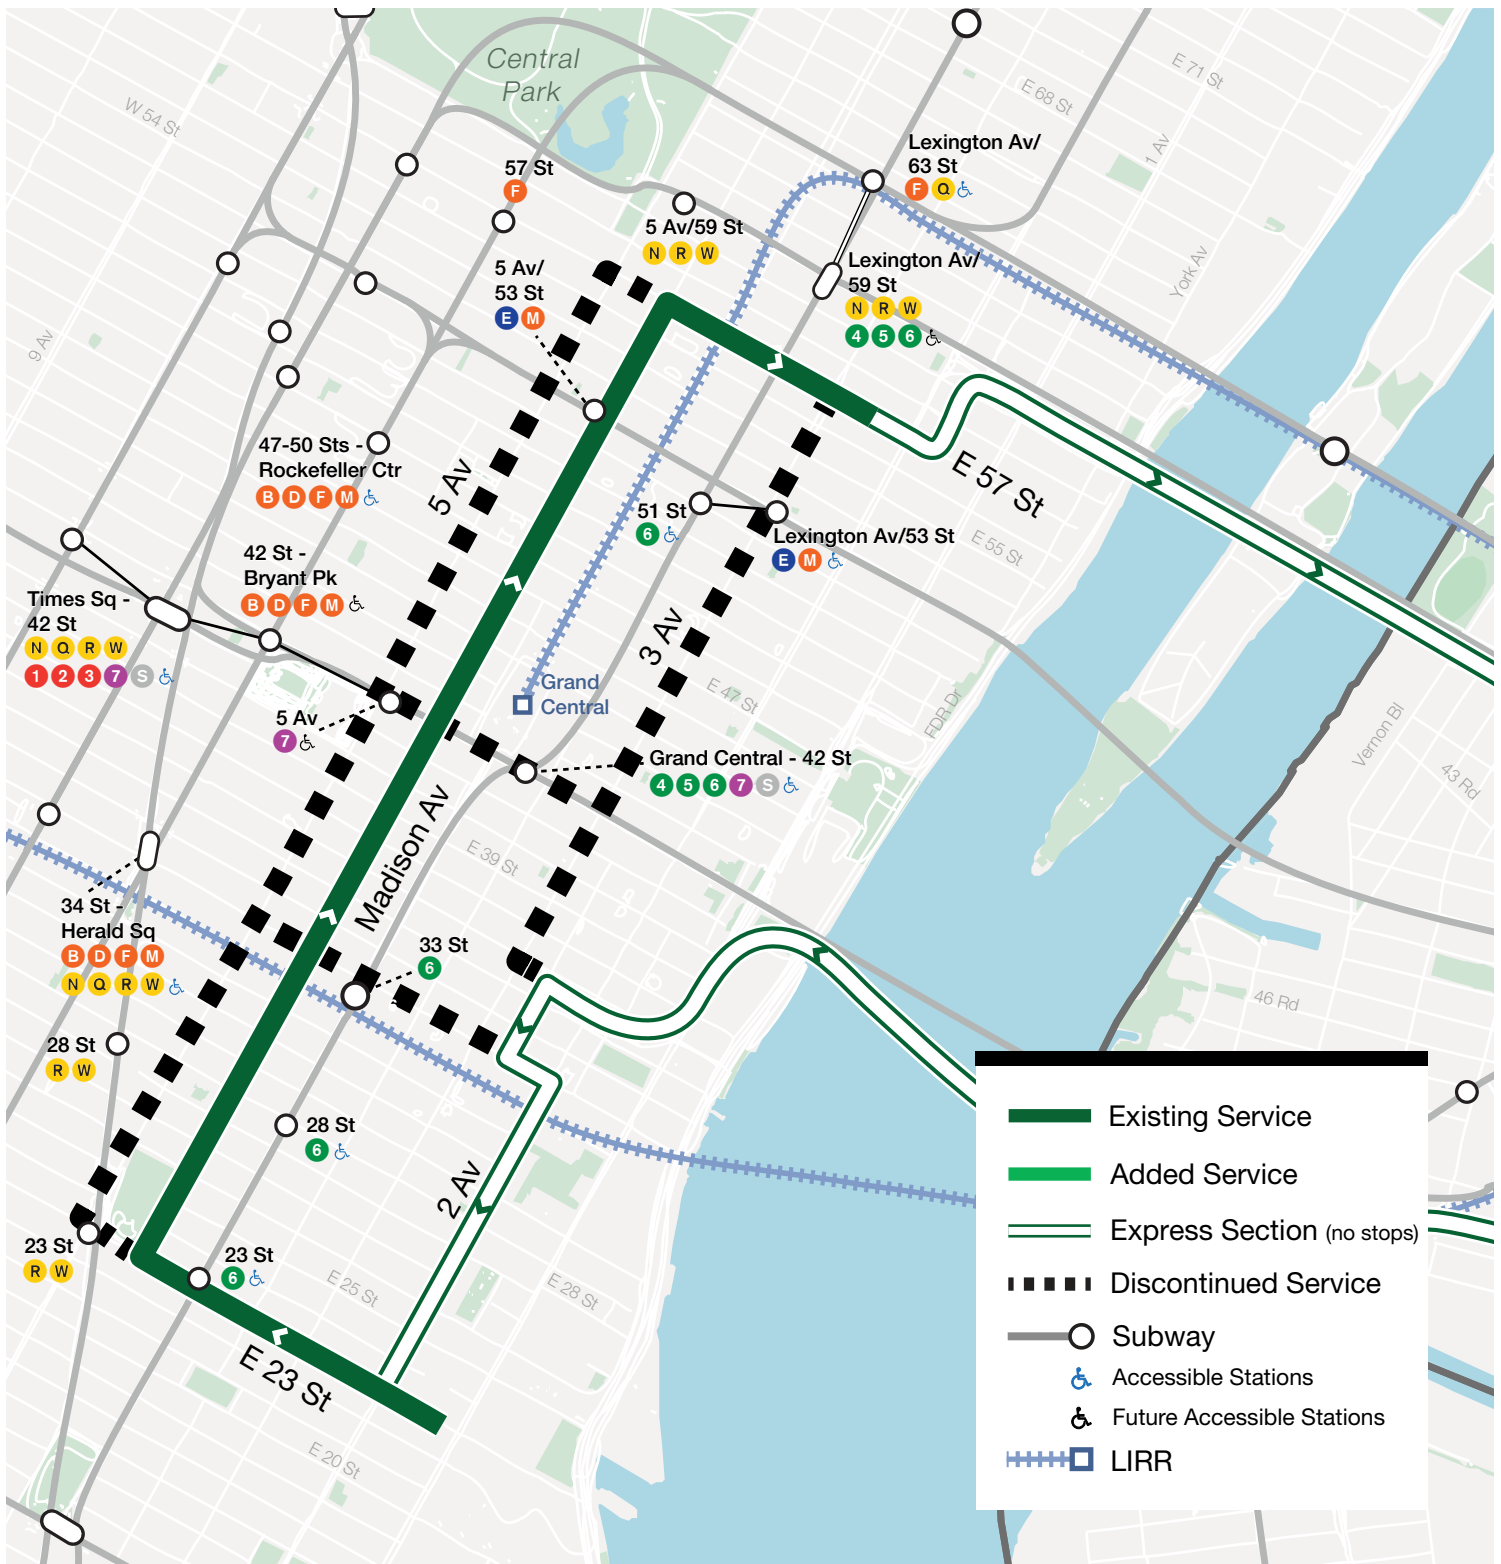 Central
Park
W 54 St
E 71 St
E 68 St
1 Av
York Av
9 Av
Lexington Av/
63 St
F Q
57 St
F
5 Av/59 St
N R W
Lexington Av/
59 St
N R W
4 5 6
5 Av/
53 St
E M
47-50 Sts -
Rockefeller Ctr
B D F M
5 Av
E 57 St
51 St
6
Lexington Av/53 St
E M
E 55 St
42 St -
Bryant Pk
B D F M
Times Sq -
42 St
N Q R W
1 2 3 7 S
3 Av
E 47 St
FDR Dr
Grand
Central
5 Av
7
Grand Central - 42 St
4 5 6 7 S
Vernon Bl
43 Rd
Madison Av
E 39 St
34 St -
Herald Sq
B D F M
N Q R W
33 St
6
46 Rd
28 St
R W
28 St
6
2 Av
23 St
R W
23 St
6
E 25 St
E 28 St
E 23 St
E 20 St
Existing Service
Added Service
Express Section (no stops)
Discontinued Service
Subway
Accessible Stations
Future Accessible Stations
LIRR